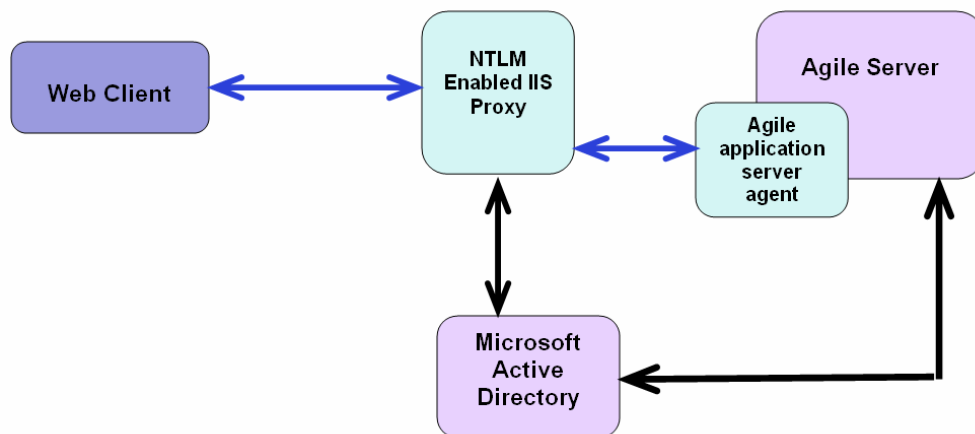 Web Client
NTLM
Enabled IIS
Proxy
Agile Server
Agile
application
server
agent
Microsoft
Active
Directory